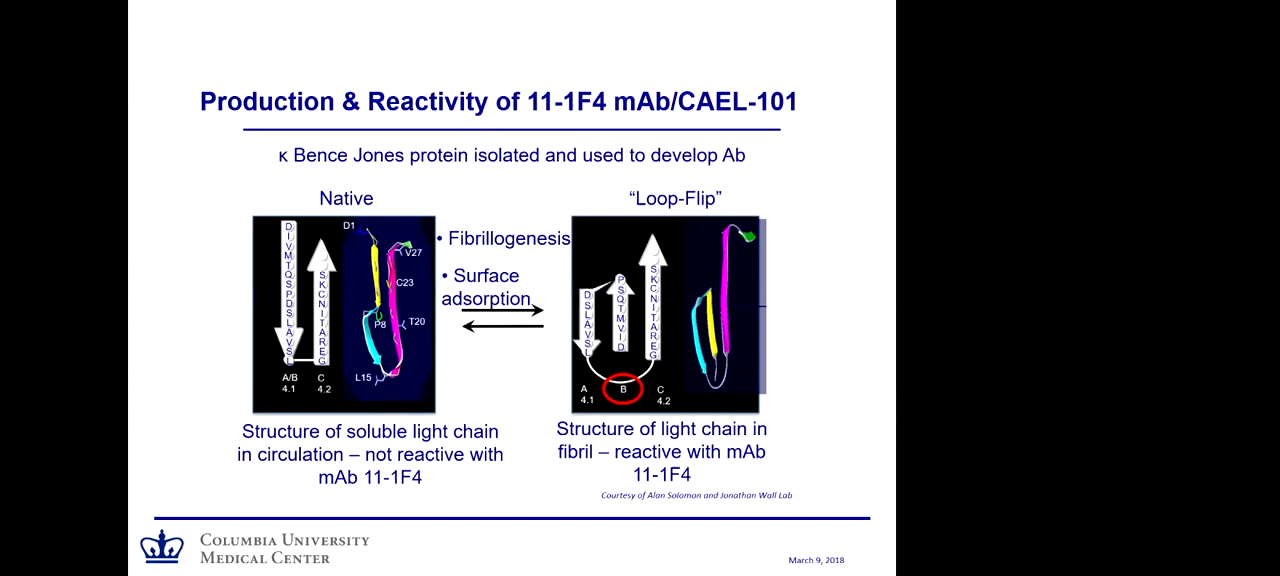 Production & Reactivity of 11-1F4 mAb/CAEL-101
κ Bence Jones protein isolated and used to develop Ab
Native
D
I
V
M
T
Q
S
P
D
S
L
A
V
S
L
S
K
C
N
I
T
A
R
E
G
A/B
4.1
C
4.2
D1
V27
C23
P8
T20
L15
• Fibrillogenesis
• Surface
adsorption
“Loop-Flip”
D
S
L
A
V
S
L
P
S
Q
T
M
V
I
D
S
K
C
N
I
T
A
R
E
G
A
4.1
B
C
4.2
Structure of soluble light chain
in circulation – not reactive with
mAb 11-1F4
Structure of light chain in
fibril – reactive with mAb
11-1F4
Courtesy of Alan Solomon and Jonathan Wall Lab
COLUMBIA UNIVERSITY
MEDICAL CENTER
March 9, 2018